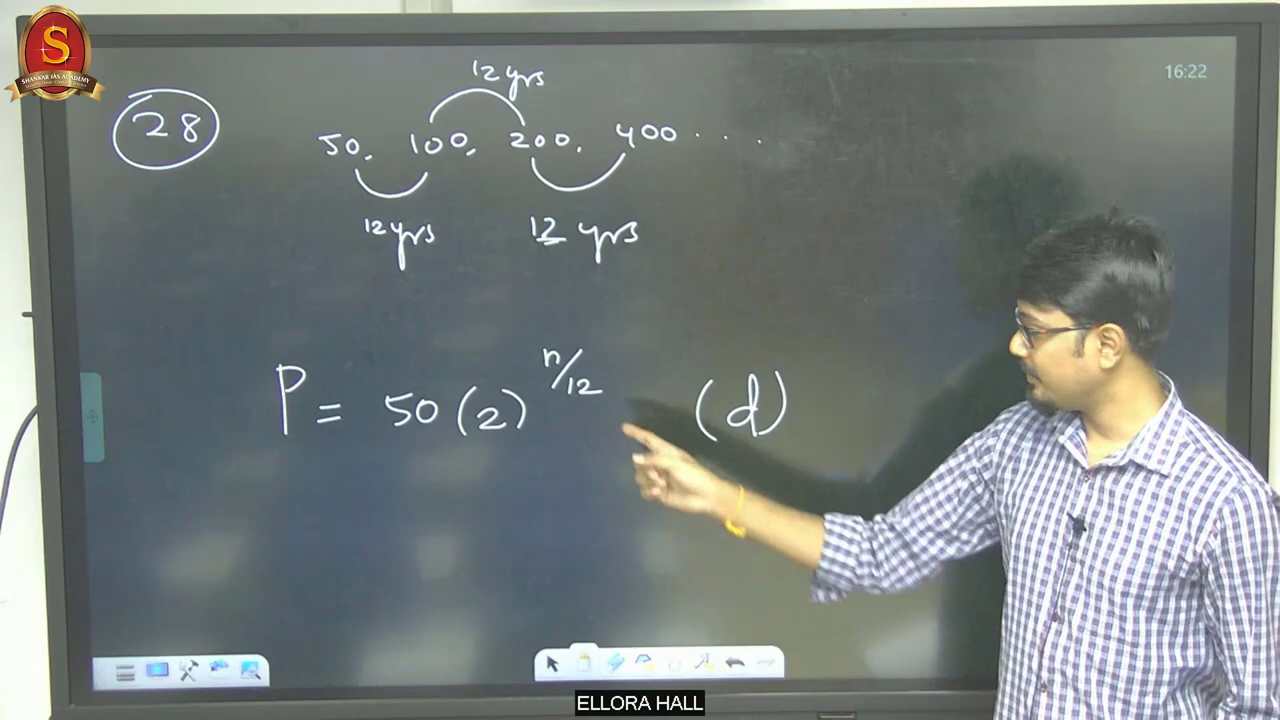 S
SHANKAR IAS ACADEMY
16:22
28
12 yrs
50, 100, 200, 400 . . . .
12 yrs 12 yrs
P = 50 (2)^n/12 (d)
ELLORA HALL